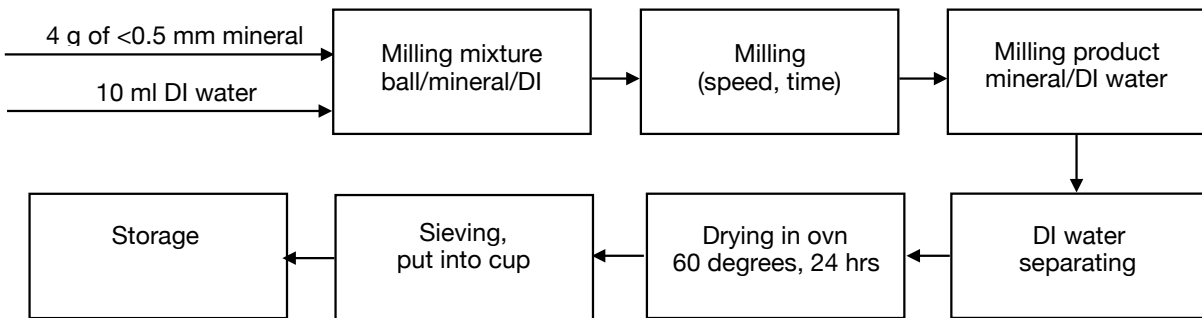 4 g of <0.5 mm mineral
10 ml DI water
Milling mixture
ball/mineral/DI
Milling
(speed, time)
Milling product
mineral/DI water
DI water
separating
Drying in ovn
60 degrees, 24 hrs
Sieving,
put into cup
Storage